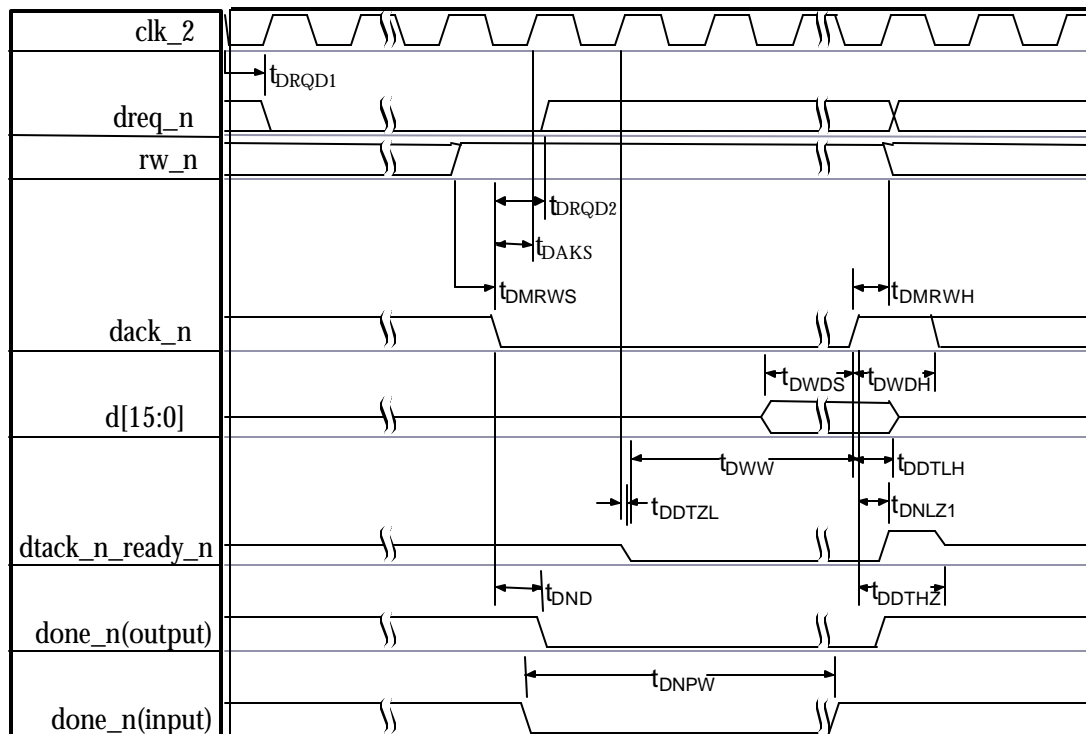 clk_2
tDRQD1
dreq_n
rw_n
tDRQD2
tDAKS
tDMRWS
tDMRWH
dack_n
tDWDS
tDWDH
d[15:0]
tDWW
tDDTLH
tDDTZL
tDNLZ1
dtack_n_ready_n
tDND
tDDTHZ
done_n(output)
tDNPW
done_n(input)